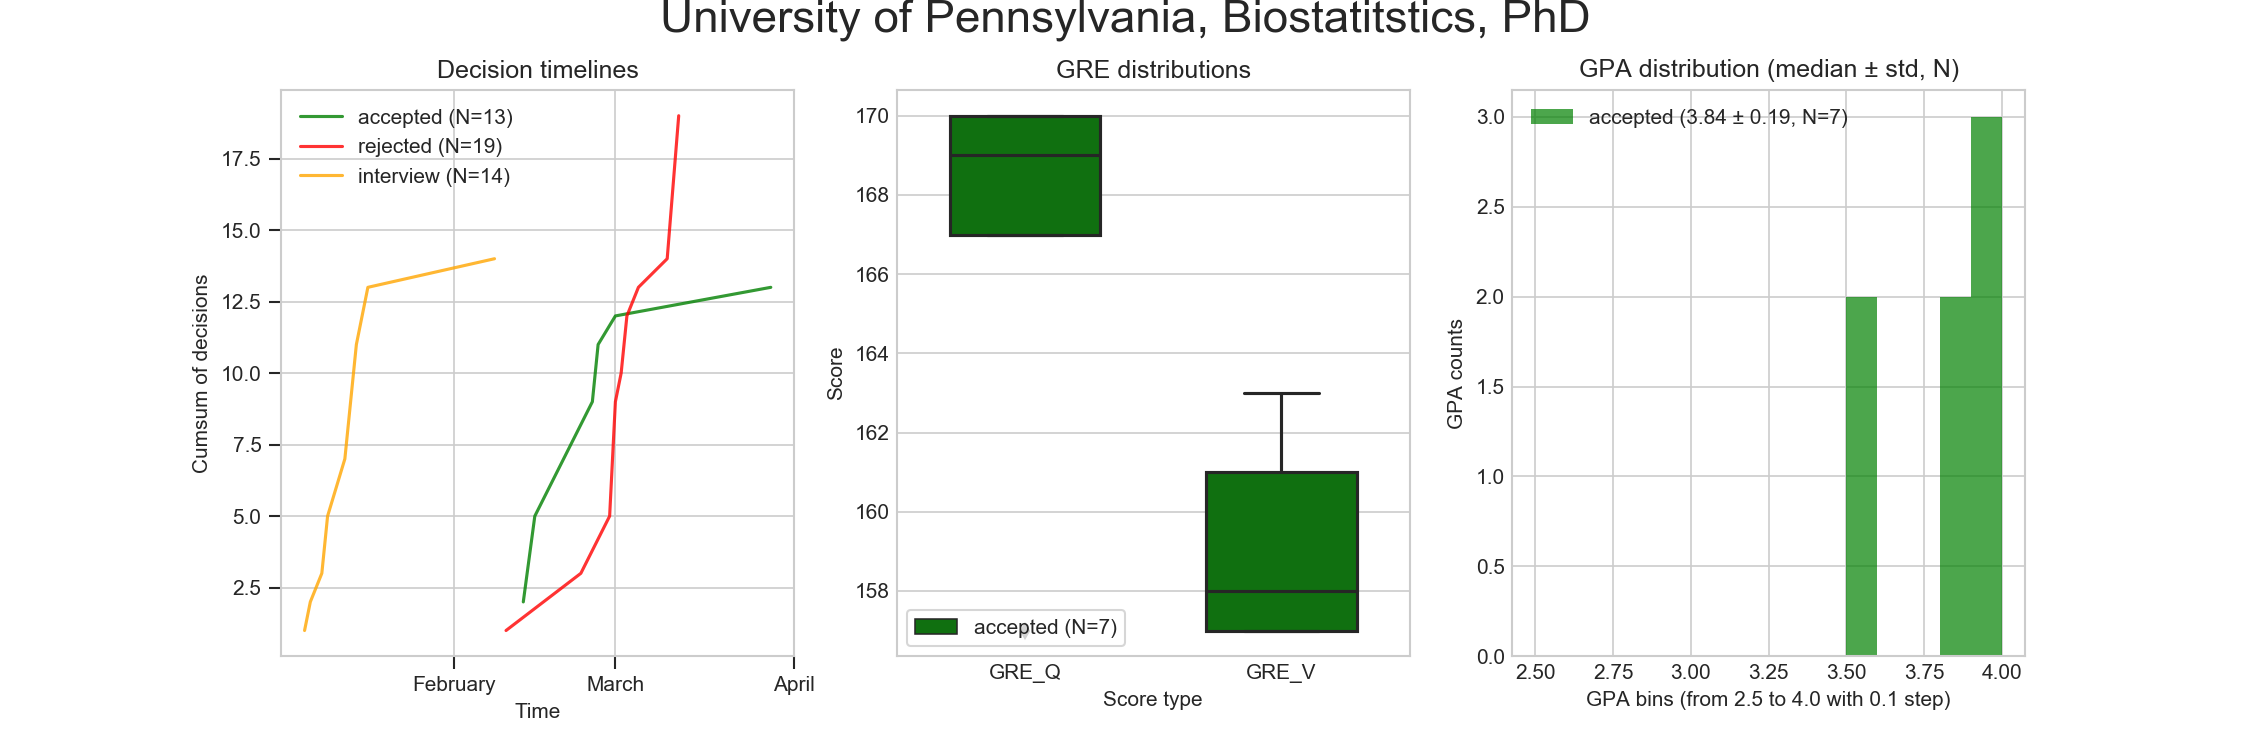 University of Pennsylvania, Biostatitstics, PhD
Decision timelines
accepted (N=13)
rejected (N=19)
interview (N=14)
17.5
15.0
12.5
10.0
7.5
5.0
2.5
Cumsum of decisions
February
March
April
Time
GRE distributions
170
168
166
164
162
160
158
Score
accepted (N=7)
GRE_Q
GRE_V
Score type
GPA distribution (median ± std, N)
accepted (3.84 ± 0.19, N=7)
3.0
2.5
2.0
1.5
1.0
0.5
0.0
GPA counts
2.50
2.75
3.00
3.25
3.50
3.75
4.00
GPA bins (from 2.5 to 4.0 with 0.1 step)